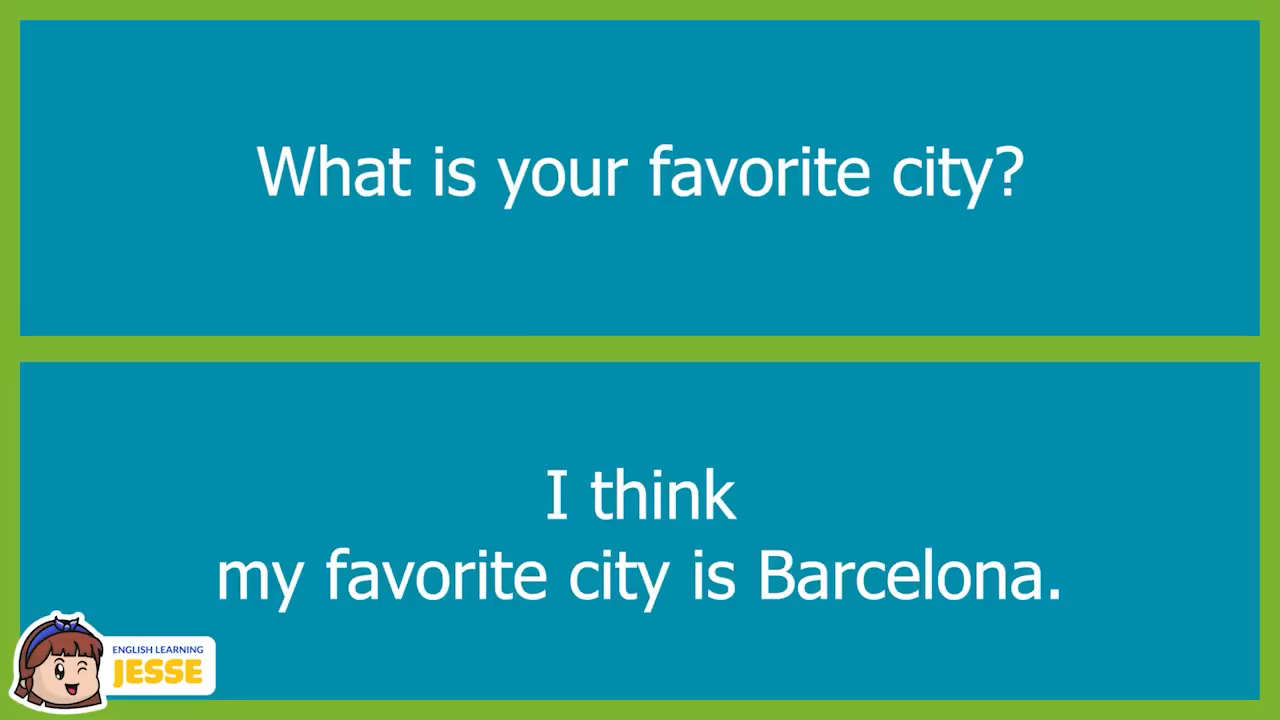 What is your favorite city?
I think
my favorite city is Barcelona.
ENGLISH LEARNING
JESSE